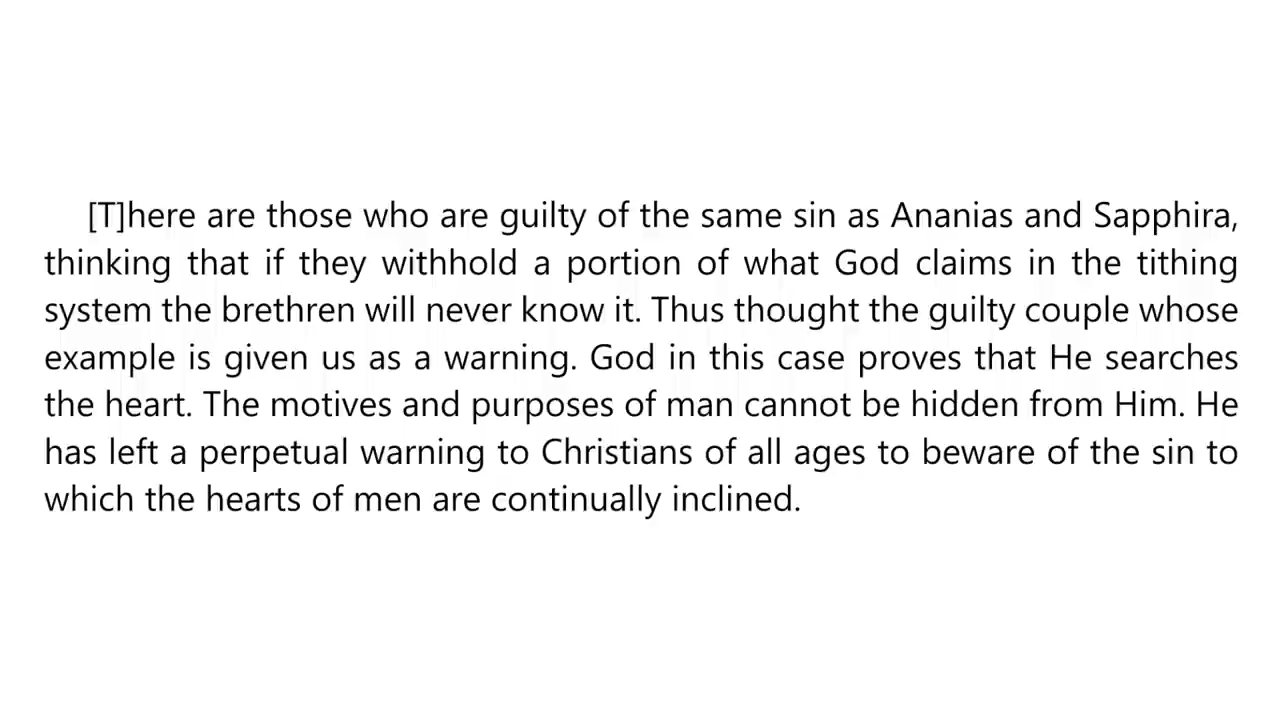 [T]here are those who are guilty of the same sin as Ananias and Sapphira,
thinking that if they withhold a portion of what God claims in the tithing
system the brethren will never know it. Thus thought the guilty couple whose
example is given us as a warning. God in this case proves that He searches
the heart. The motives and purposes of man cannot be hidden from Him. He
has left a perpetual warning to Christians of all ages to beware of the sin to
which the hearts of men are continually inclined.